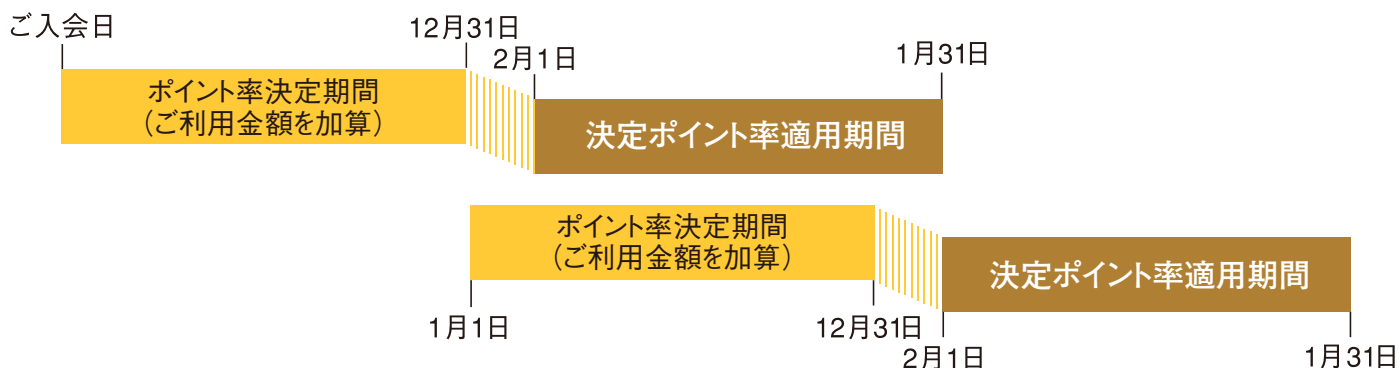 ご入会日
12月31日
2月1日
1月31日
ポイント率決定期間
(ご利用金額を加算)
決定ポイント率適用期間
ポイント率決定期間
(ご利用金額を加算)
決定ポイント率適用期間
1月1日
12月31日
2月1日
1月31日